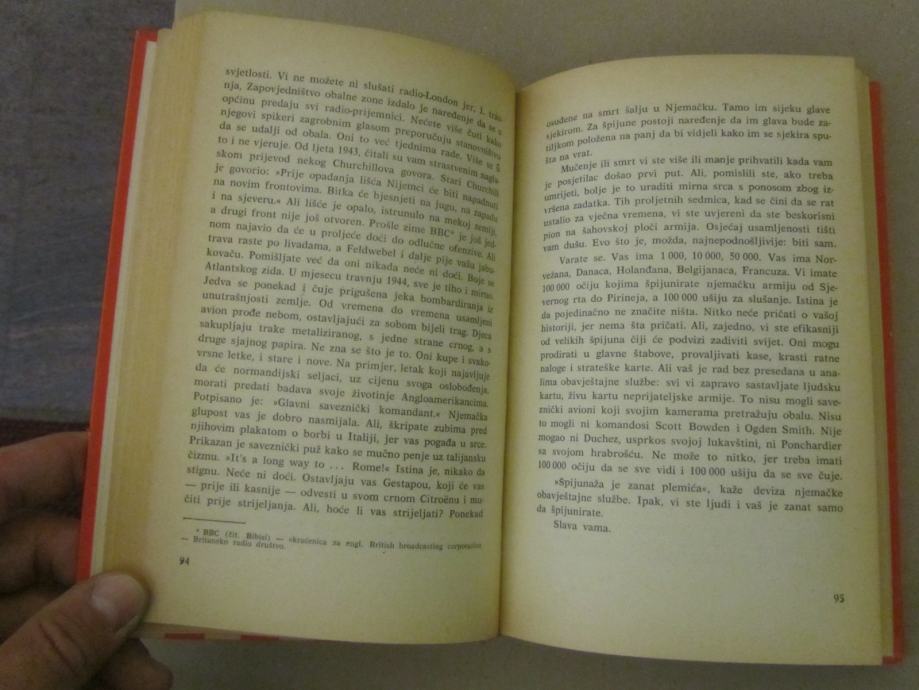 svjetlosti. Vi ne možete ni slušati radio-London jer, 1. trav-
nja, Zapovjedništvo obalne zone izdalo je naređenje da se u
općinu predaju svi radio-prijemnici. Nećete više čuti kako
njegovi spikeri zagrobnim glasom preporučuju stanovništvu
da se udalji od obala. Oni to već tjednima rade. Više se u
to i ne vjeruje. Od ljeta 1943, čitali su vam strastvenim
skom prijevod nekog Churchillova govora. Stari Churchill
je govorio: »Prije opadanja lišća Nijemci će biti napadnuti
na novim frontovima. Bitka će bjesnjeti na jugu, na zapadu
i na sjeveru.« Ali lišće je opalo, istrunulo na mekoj zemlji,
a drugi front nije još otvoren. Prošle zime BBC* je još jed-
nom najavio da će u proljeće doći do odlučne ofenzive. Ali
trava raste po livadama, a Feldwebel i dalje pije vašu jabu-
kovaču. Pomišljate već da oni nikada neće ni doći. Boje se
Atlantskog zida. U mjesecu travnju 1944, sve je tiho i mirno.
Jedva se ponekad i čuje prigušena jeka bombardiranja iz
unutrašnjosti zemlje. Od vremena do vremena usamljeni
avion prođe nebom, ostavljajući za sobom bijeli trag. Djeca
sakupljaju trake metaliziranog, s jedne strane crnog, a s
druge sjajnog papira. Ne zna se što je to. Oni kupe i svako-
vrsne letke, i stare i nove. Na primjer, letak koji najavljuje
da će normandijski seljaci, uz cijenu svoga oslobođenja,
morati predati badava svoje životinje Angloamerikancima.
Potpisano je: »Glavni saveznički komandant.« Njemačka
glupost vas je dobro nasmijala. Ali, škripate zubima pred
njihovim plakatom o borbi u Italiji, jer vas pogađa u srce.
Prikazan je saveznički puž kako se mučno penje uz talijansku
čizmu. »It's a long way to ... Rome!« Istina je, nikako da
stignu. Neće ni doći. Ostavljaju vas Gestapou, koji će vas
— prije ili kasnije — odvesti u svom crnom Citroënu i mu-
čiti prije strijeljanja. Ali, hoće li vas strijeljati? Ponekad
* BBC (čit. Bibisi) — skraćenica za engl. British broadcasting corporation
— Britansko radio društvo.
94
osuđene na smrt šalju u Njemačku. Tamo im sijeku glave
sjekirom. Za špijune postoji naređenje da im glava bude za-
tiljkom položena na panj da bi vidjeli kako im se sjekira spu-
šta na vrat.
Mučenje ili smrt vi ste više ili manje prihvatili kada vam
je posjetilac došao prvi put. Ali, pomislili ste, ako treba
umrijeti, bolje je to uraditi mirna srca s ponosom zbog iz-
vršena zadatka. Tih proljetnih sedmica, kad se čini da se rat
ustalio za vječna vremena, vi ste uvjereni da ste beskorisni
pion na šahovskoj ploči armija. Osjećaj usamljenosti tišti
vam dušu. Evo što je, možda, najnepodnošljivije: biti sam.
Varate se. Vas ima 1 000, 10 000, 50 000. Vas ima Nor-
vežana, Danaca, Holanđana, Belgijanaca, Francuza. Vi imate
100 000 očiju kojima špijunirate njemačku armiju od Sje-
vernog rta do Pirineja, a 100 000 ušiju za slušanje. Istina je
da pojedinačno ne značite ništa. Nitko neće pričati o vašoj
historiji, jer nema šta pričati. Ali, zajedno, vi ste efikasniji
od velikih špijuna čiji će podvizi zadiviti svijet. Oni mogu
prodirati u glavne štabove, provaljivati kase, krasti ratne
naloge i strateške karte. Ali vaš je rad bez presedana u ana-
lima obavještajne službe: svi vi zapravo sastavljate ljudsku
kartu, živu kartu neprijateljske armije. To nisu mogli save-
znički avioni koji svojim kamerama pretražuju obalu. Nisu
to mogli ni komandosi Scott Bowden i Ogden Smith. Nije
mogao ni Duchez, usprkos svojoj lukavštini, ni Ponchardier
sa svojom hrabrošću. Ne može to nitko, jer treba imati
100 000 očiju da se sve vidi i 100 000 ušiju da se sve čuje.
»Špijunaža je zanat plemića«, kaže deviza njemačke
obavještajne službe. Ipak, vi ste ljudi i vaš je zanat samo
da špijunirate.
Slava vama.
95